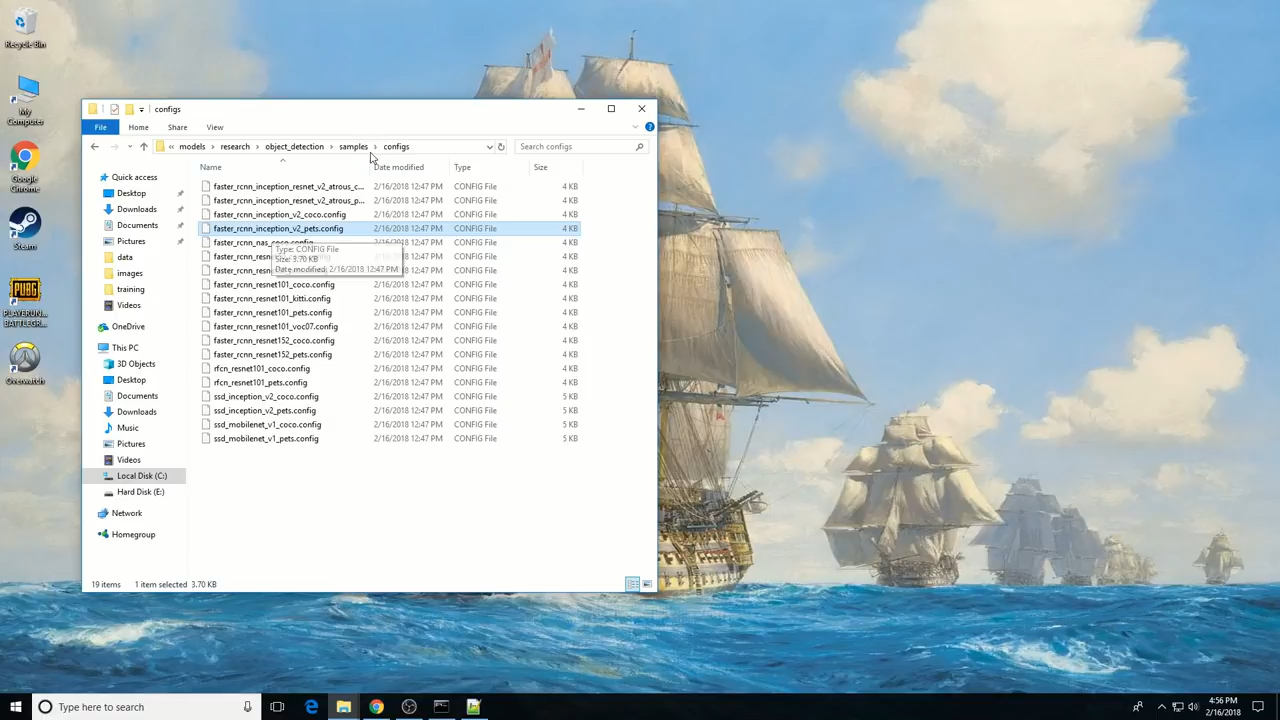 Recycle Bin
My
Computer
Google
Chrome
Steam
PLAYERUN...
BATTLEGR...
Overwatch
configs
File
Home
Share
View
models
research
object_detection
samples
configs
Search configs
Name
Date modified
Type
Size
Quick access
Desktop
Downloads
Documents
Pictures
data
images
training
Videos
OneDrive
This PC
3D Objects
Desktop
Documents
Downloads
Music
Pictures
Videos
Local Disk (C:)
Hard Disk (E:)
Network
Homegroup
faster_rcnn_inception_resnet_v2_atrous_c... 2/16/2018 12:47 PM CONFIG File 4 KB
faster_rcnn_inception_resnet_v2_atrous_p... 2/16/2018 12:47 PM CONFIG File 4 KB
faster_rcnn_inception_v2_coco.config 2/16/2018 12:47 PM CONFIG File 4 KB
faster_rcnn_inception_v2_pets.config 2/16/2018 12:47 PM CONFIG File 4 KB
faster_rcnn_nas_coco.config 2/16/2018 12:47 PM CONFIG File 4 KB
faster_rcnn_res CONFIG File 4 KB
faster_rcnn_res CONFIG File 4 KB
Type: CONFIG File
Size: 3.70 KB
Date modified: 2/16/2018 12:47 PM
faster_rcnn_resnet101_coco.config 2/16/2018 12:47 PM CONFIG File 4 KB
faster_rcnn_resnet101_kitti.config 2/16/2018 12:47 PM CONFIG File 4 KB
faster_rcnn_resnet101_pets.config 2/16/2018 12:47 PM CONFIG File 4 KB
faster_rcnn_resnet101_voc07.config 2/16/2018 12:47 PM CONFIG File 4 KB
faster_rcnn_resnet152_coco.config 2/16/2018 12:47 PM CONFIG File 4 KB
faster_rcnn_resnet152_pets.config 2/16/2018 12:47 PM CONFIG File 4 KB
rfcn_resnet101_coco.config 2/16/2018 12:47 PM CONFIG File 4 KB
rfcn_resnet101_pets.config 2/16/2018 12:47 PM CONFIG File 4 KB
ssd_inception_v2_coco.config 2/16/2018 12:47 PM CONFIG File 5 KB
ssd_inception_v2_pets.config 2/16/2018 12:47 PM CONFIG File 5 KB
ssd_mobilenet_v1_coco.config 2/16/2018 12:47 PM CONFIG File 5 KB
ssd_mobilenet_v1_pets.config 2/16/2018 12:47 PM CONFIG File 5 KB
19 items 1 item selected 3.70 KB
Type here to search
4:56 PM
2/16/2018